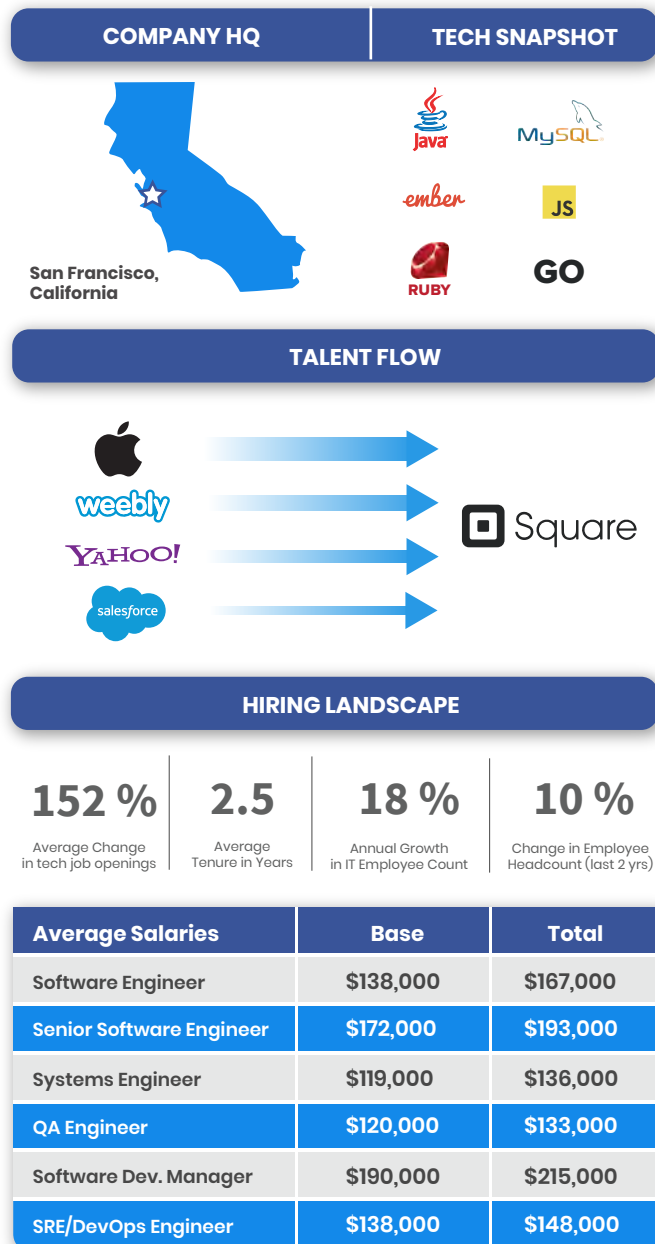 COMPANY HQ
TECH SNAPSHOT
Java
MySQL
ember
JS
RUBY
GO
San Francisco,
California
TALENT FLOW
weebly
YAHOO!
salesforce
Square
HIRING LANDSCAPE
152 %
Average Change
in tech job openings
2.5
Average
Tenure in Years
18 %
Annual Growth
in IT Employee Count
10 %
Change in Employee
Headcount (last 2 yrs)
Average Salaries Base Total
Software Engineer $138,000 $167,000
Senior Software Engineer $172,000 $193,000
Systems Engineer $119,000 $136,000
QA Engineer $120,000 $133,000
Software Dev. Manager $190,000 $215,000
SRE/DevOps Engineer $138,000 $148,000